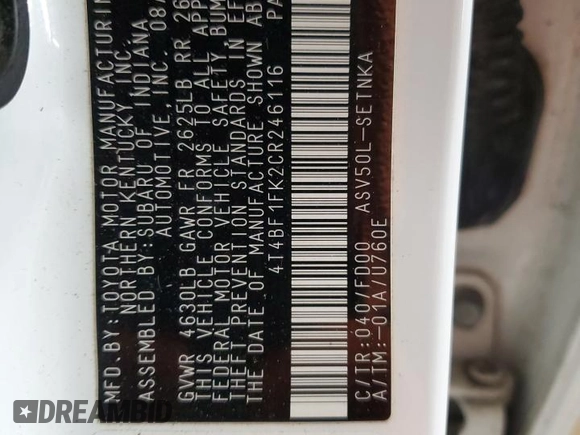 MFD. BY: TOYOTA MOTOR MANUFACTURIN
NORTHERN KENTUCKY INC.
ASSEMBLED BY: SUBARU OF INDIANA
AUTOMOTIVE, INC. 08/
GVWR 4630LB GAWR FR 2625LB RR 26
THIS VEHICLE CONFORMS TO ALL APP
FEDERAL MOTOR VEHICLE SAFETY, BUM
THEFT PREVENTION STANDARDS IN EF
THE DATE OF MANUFACTURE SHOWN AB
4T4BF1FK2CR246116 PA
C/TR:040/FD00 ASV50L-SETNKA
A/TM:-01A/U760E
DREAMBID